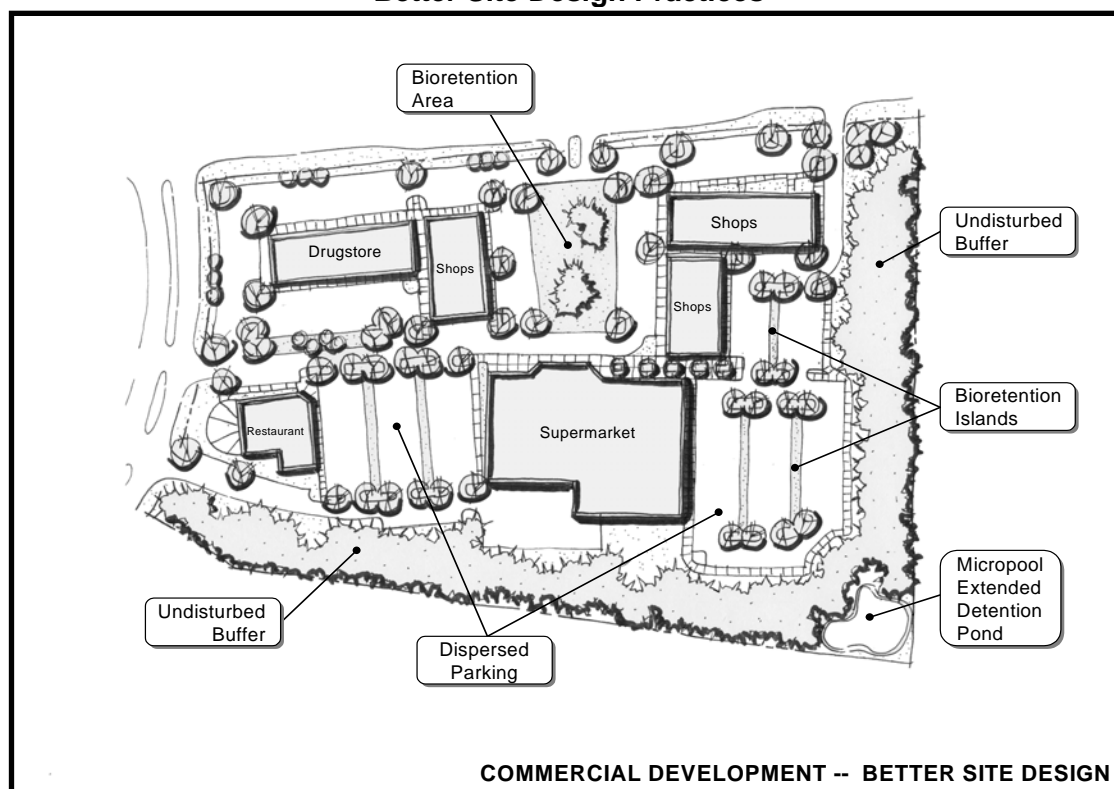 Better Site Design Practices
Bioretention
Area
Undisturbed
Buffer
Shops
Drugstore
Shops
Shops
Bioretention
Islands
Restaurant
Supermarket
Micropool
Extended
Detention
Pond
Undisturbed
Buffer
Dispersed
Parking
COMMERCIAL DEVELOPMENT -- BETTER SITE DESIGN